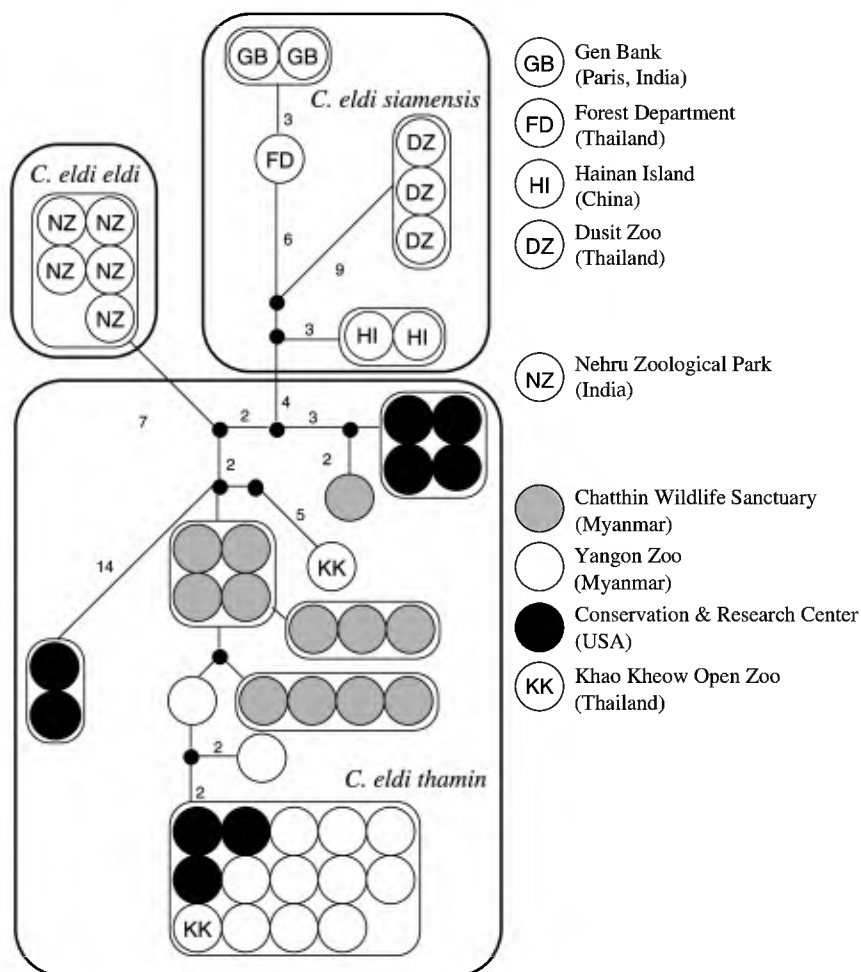 GB GB
C. eldi siamensis
3
FD
DZ
DZ
DZ
6
9
3
HI HI
C. eldi eldi
NZ NZ
NZ NZ
NZ
7
4
2
3
2
2
5
KK
14
2
2
C. eldi thamin
KK
GB
Gen Bank
(Paris, India)
FD
Forest Department
(Thailand)
HI
Hainan Island
(China)
DZ
Dusit Zoo
(Thailand)
NZ
Nehru Zoological Park
(India)
Chatthin Wildlife Sanctuary
(Myanmar)
Yangon Zoo
(Myanmar)
Conservation & Research Center
(USA)
KK
Khao Kheow Open Zoo
(Thailand)